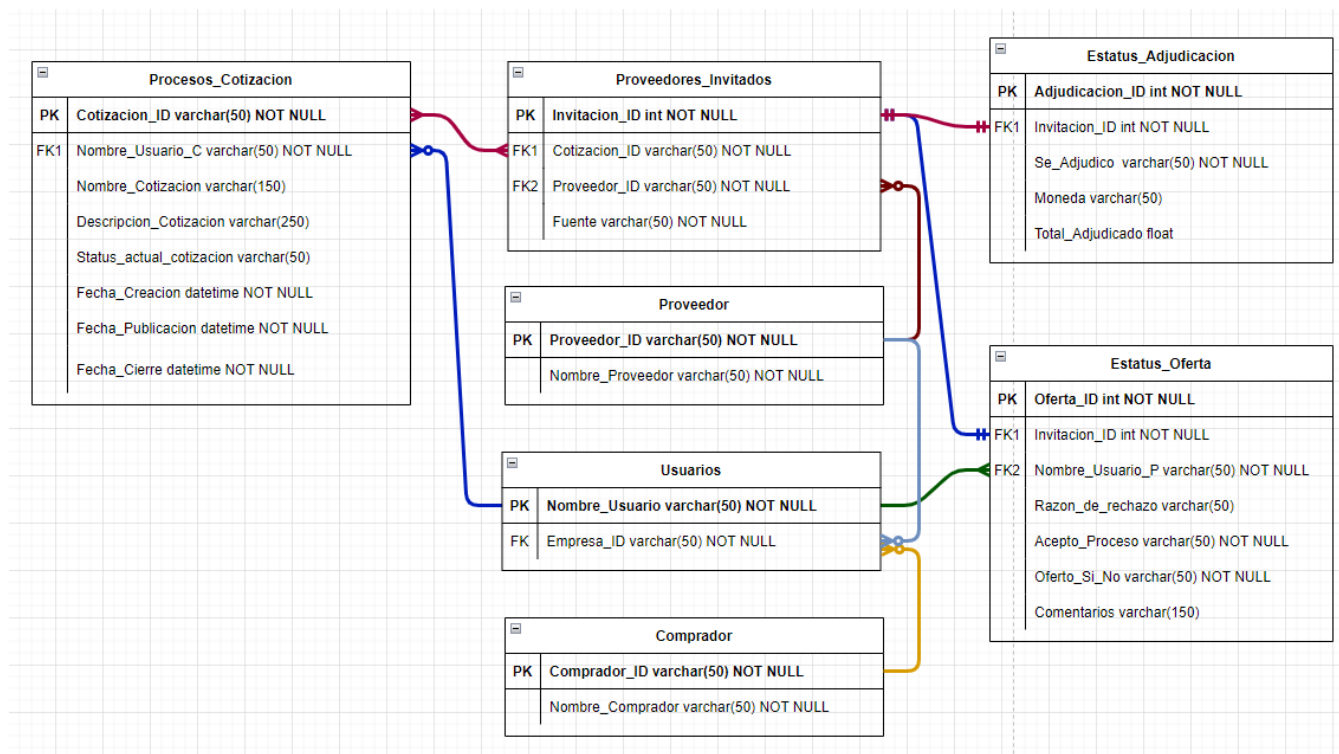 Procesos_Cotizacion
PK Cotizacion_ID varchar(50) NOT NULL
FK1 Nombre_Usuario_C varchar(50) NOT NULL
Nombre_Cotizacion varchar(150)
Descripcion_Cotizacion varchar(250)
Status_actual_cotizacion varchar(50)
Fecha_Creacion datetime NOT NULL
Fecha_Publicacion datetime NOT NULL
Fecha_Cierre datetime NOT NULL
Proveedores_Invitados
PK Invitacion_ID int NOT NULL
FK1 Cotizacion_ID varchar(50) NOT NULL
FK2 Proveedor_ID varchar(50) NOT NULL
Fuente varchar(50) NOT NULL
Proveedor
PK Proveedor_ID varchar(50) NOT NULL
Nombre_Proveedor varchar(50) NOT NULL
Usuarios
PK Nombre_Usuario varchar(50) NOT NULL
FK Empresa_ID varchar(50) NOT NULL
Comprador
PK Comprador_ID varchar(50) NOT NULL
Nombre_Comprador varchar(50) NOT NULL
Estatus_Adjudicacion
PK Adjudicacion_ID int NOT NULL
FK1 Invitacion_ID int NOT NULL
Se_Adjudico varchar(50) NOT NULL
Moneda varchar(50)
Total_Adjudicado float
Estatus_Oferta
PK Oferta_ID int NOT NULL
FK1 Invitacion_ID int NOT NULL
FK2 Nombre_Usuario_P varchar(50) NOT NULL
Razon_de_rechazo varchar(50)
Acepto_Proceso varchar(50) NOT NULL
Oferto_Si_No varchar(50) NOT NULL
Comentarios varchar(150)